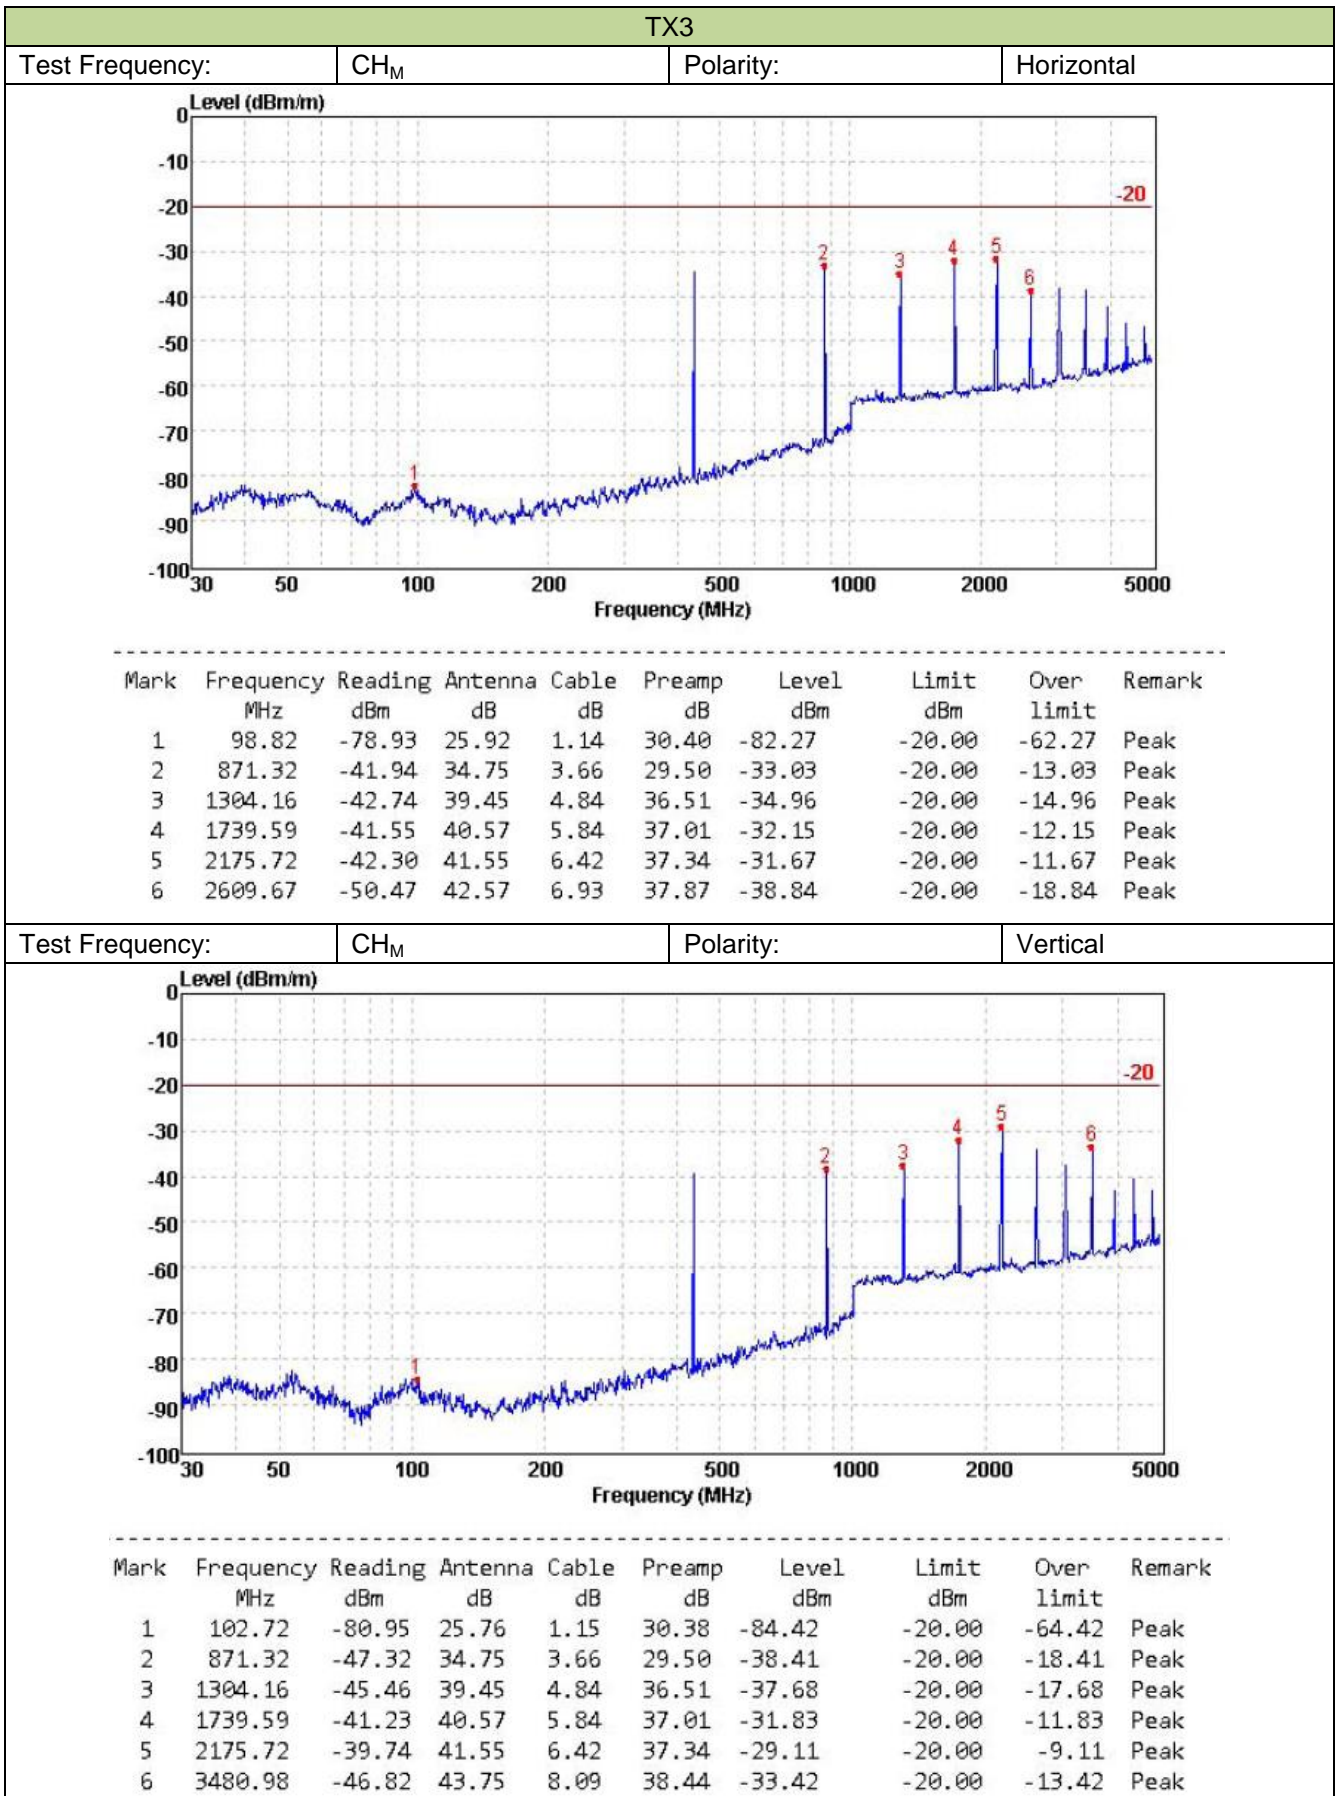 TX3
Test Frequency: CHM Polarity: Horizontal
Level (dBm/m)
0
-10
-20
-20
-30
-40
-50
-60
-70
-80
-90
-100
2 3 4 5 6
1
30 50 100 200 500 1000 2000 5000
Frequency (MHz)
Mark Frequency Reading Antenna Cable Preamp Level Limit Over Remark
MHz dBm dB dB dB dBm dBm limit
1 98.82 -78.93 25.92 1.14 30.40 -82.27 -20.00 -62.27 Peak
2 871.32 -41.94 34.75 3.66 29.50 -33.03 -20.00 -13.03 Peak
3 1304.16 -42.74 39.45 4.84 36.51 -34.96 -20.00 -14.96 Peak
4 1739.59 -41.55 40.57 5.84 37.01 -32.15 -20.00 -12.15 Peak
5 2175.72 -42.30 41.55 6.42 37.34 -31.67 -20.00 -11.67 Peak
6 2609.67 -50.47 42.57 6.93 37.87 -38.84 -20.00 -18.84 Peak
Test Frequency: CHM Polarity: Vertical
Level (dBm/m)
0
-10
-20
-20
-30
-40
-50
-60
-70
-80
-90
-100
2 3 4 5 6
1
30 50 100 200 500 1000 2000 5000
Frequency (MHz)
Mark Frequency Reading Antenna Cable Preamp Level Limit Over Remark
MHz dBm dB dB dB dBm dBm limit
1 102.72 -80.95 25.76 1.15 30.38 -84.42 -20.00 -64.42 Peak
2 871.32 -47.32 34.75 3.66 29.50 -38.41 -20.00 -18.41 Peak
3 1304.16 -45.46 39.45 4.84 36.51 -37.68 -20.00 -17.68 Peak
4 1739.59 -41.23 40.57 5.84 37.01 -31.83 -20.00 -11.83 Peak
5 2175.72 -39.74 41.55 6.42 37.34 -29.11 -20.00 -9.11 Peak
6 3480.98 -46.82 43.75 8.09 38.44 -33.42 -20.00 -13.42 Peak